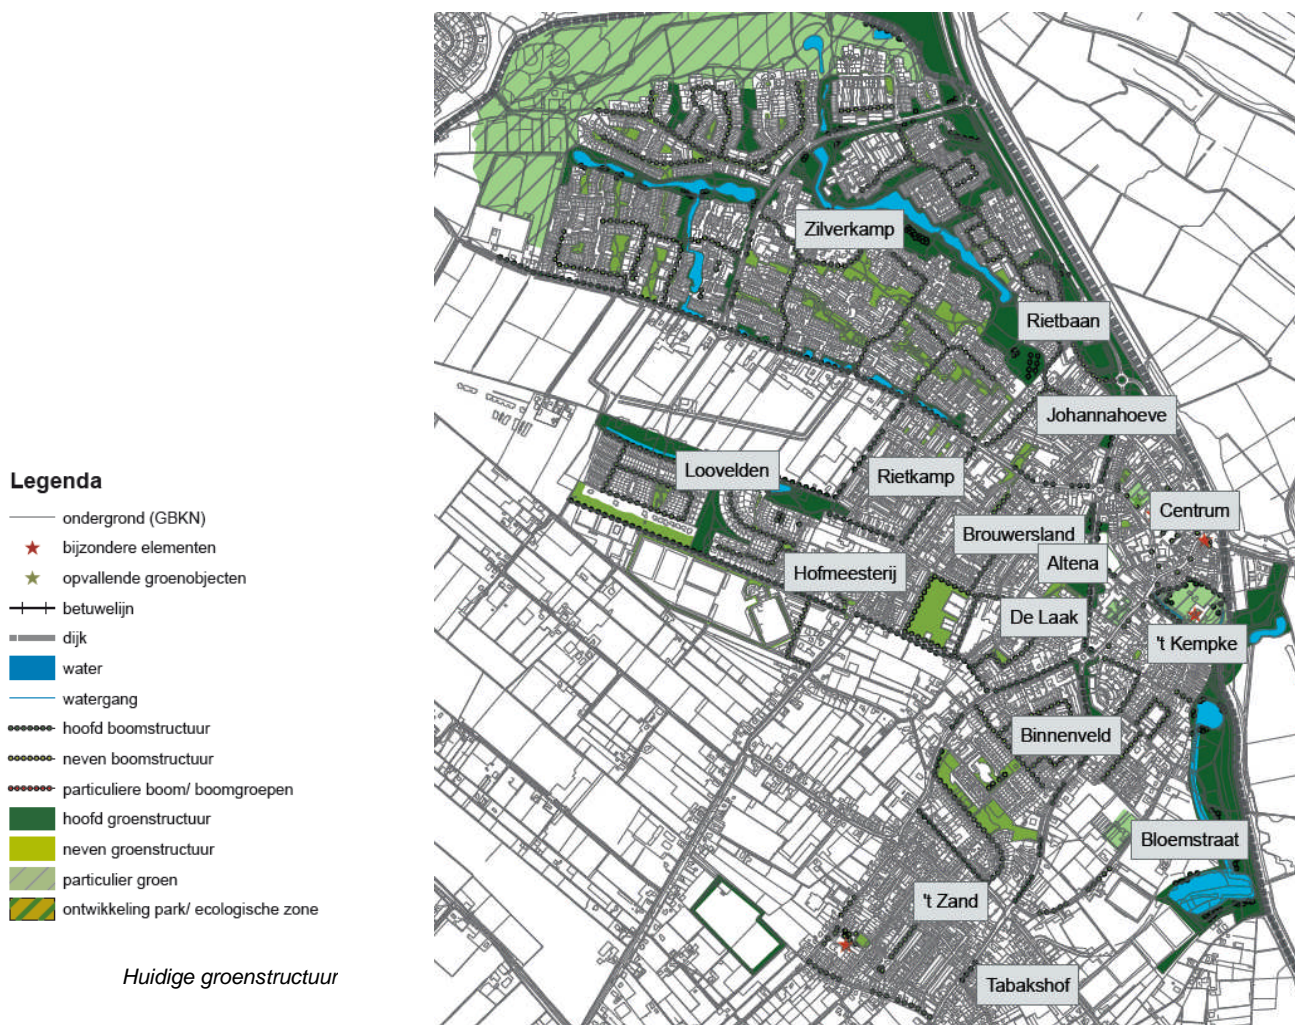 Zilverkamp
Rietbaan
Johannahoeve
Loovelden
Rietkamp
Centrum
Brouwersland
Altena
Hofmeesterij
De Laak
't Kempke
Binnenveld
Bloemstraat
't Zand
Tabakshof
Legenda
ondergrond (GBKN)
bijzondere elementen
opvallende groenobjecten
betuwelijn
dijk
water
watergang
hoofd boomstructuur
neven boomstructuur
particuliere boom/ boomgroepen
hoofd groenstructuur
neven groenstructuur
particulier groen
ontwikkeling park/ ecologische zone
Huidige groenstructuur